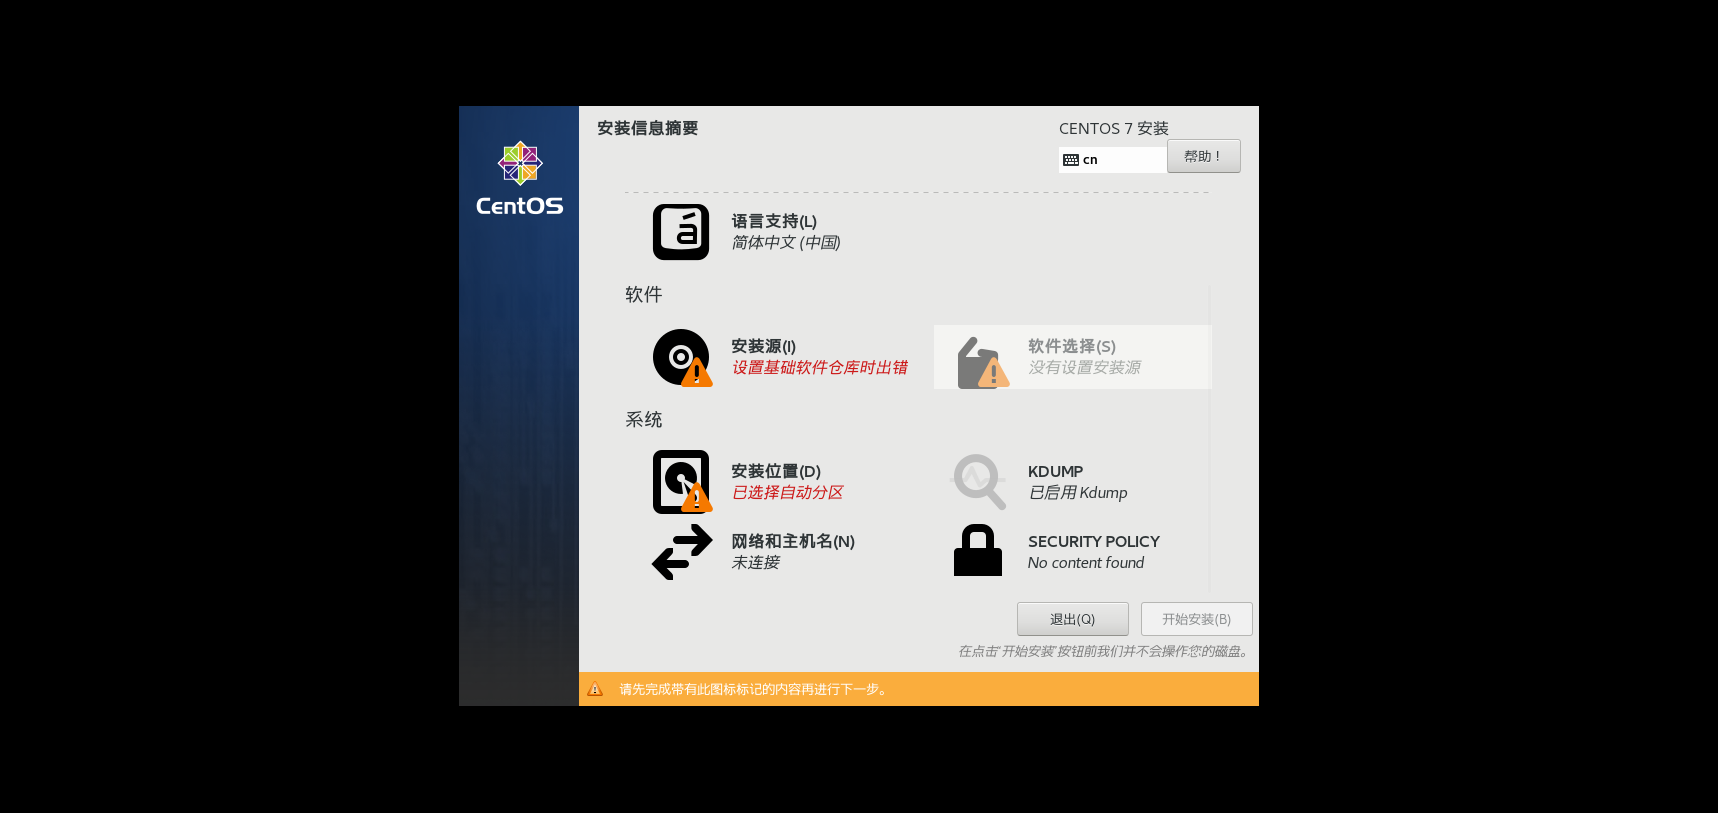 安装信息摘要
CENTOS 7 安装
cn
帮助！
CentOS
语言支持(L)
简体中文 (中国)
软件
安装源(I)
设置基础软件仓库时出错
软件选择(S)
没有设置安装源
系统
安装位置(D)
已选择自动分区
KDUMP
已启用 Kdump
网络和主机名(N)
未连接
SECURITY POLICY
No content found
退出(Q)
开始安装(B)
在点击"开始安装"按钮前我们并不会操作您的磁盘。
请先完成带有此图标标记的内容再进行下一步。